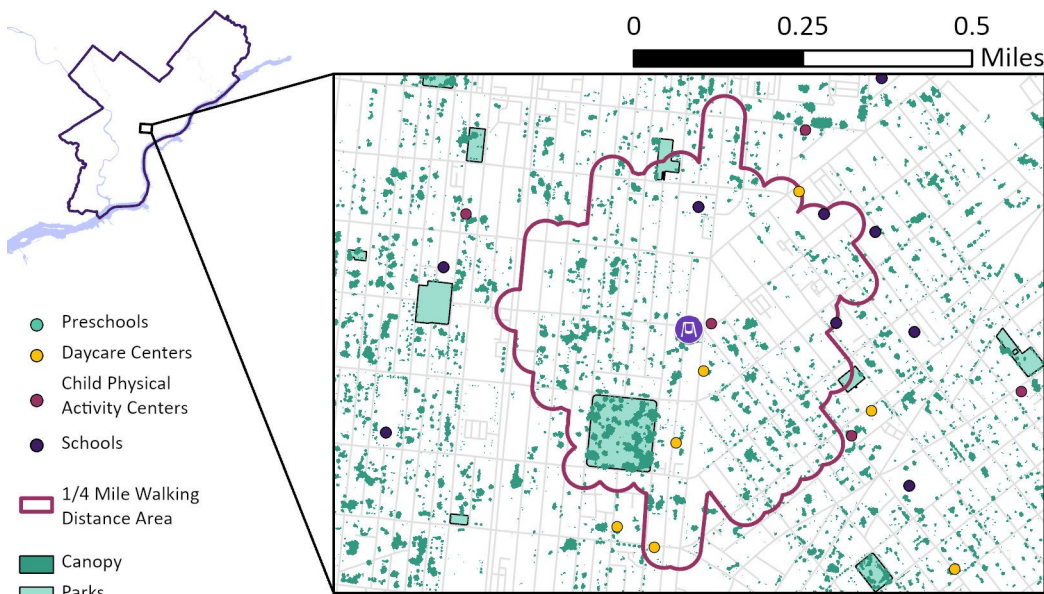 0 0.25 0.5
Miles
Preschools
Daycare Centers
Child Physical
Activity Centers
Schools
1/4 Mile Walking
Distance Area
Canopy
Parks